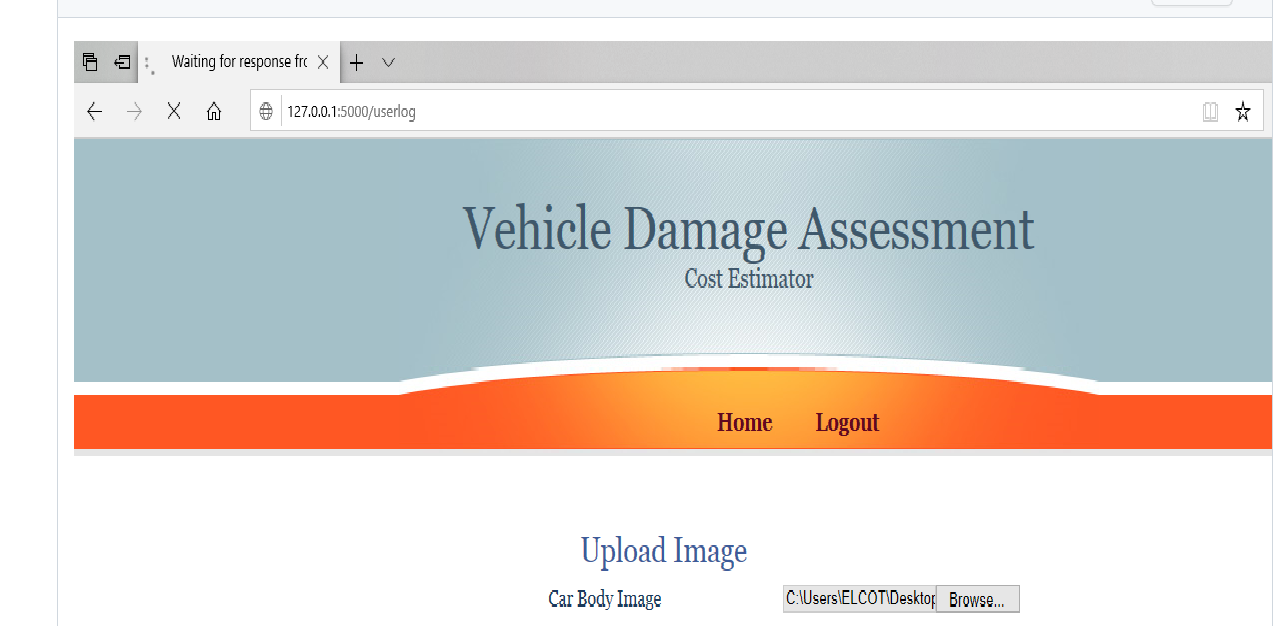 Waiting for response frc
127.0.0.1:5000/userlog
Vehicle Damage Assessment
Cost Estimator
Home Logout
Upload Image
Car Body Image C:\Users\ELCOT\Desktop Browse...